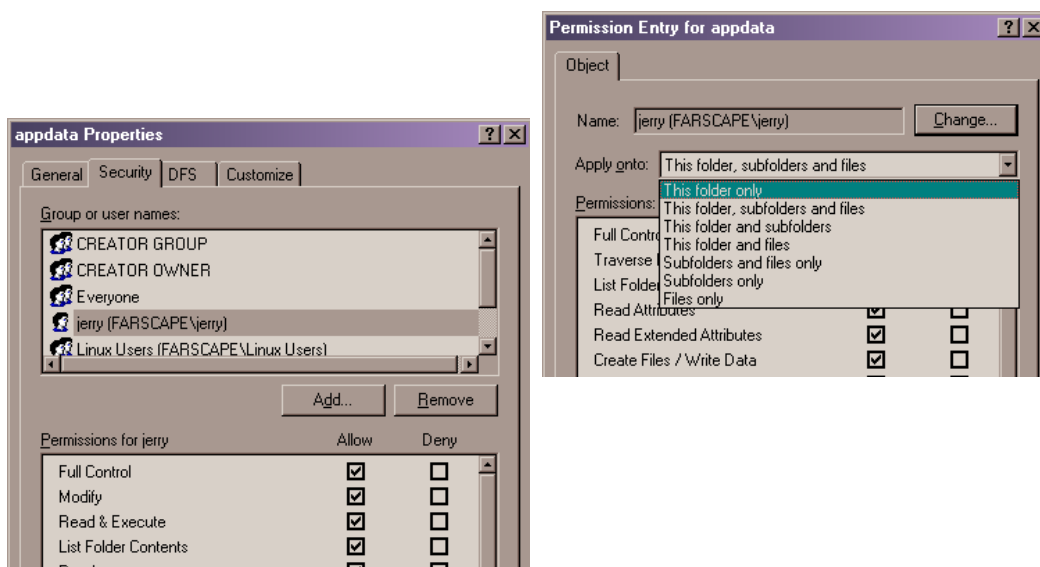 appdata Properties
General Security DFS Customize
Group or user names:
CREATOR GROUP
CREATOR OWNER
Everyone
jerry (FARSCAPE\jerry)
Linux Users (FARSCAPE\Linux Users)
Add... Remove
Permissions for jerry Allow Deny
Full Control
Modify
Read & Execute
List Folder Contents
Permission Entry for appdata
Object
Name: jerry (FARSCAPE\jerry) Change...
Apply onto: This folder, subfolders and files
This folder only
This folder, subfolders and files
This folder and subfolders
This folder and files
Subfolders and files only
Subfolders only
Files only
Permissions:
Full Contro
Traverse
List Folder
Read Attributes
Read Extended Attributes
Create Files / Write Data